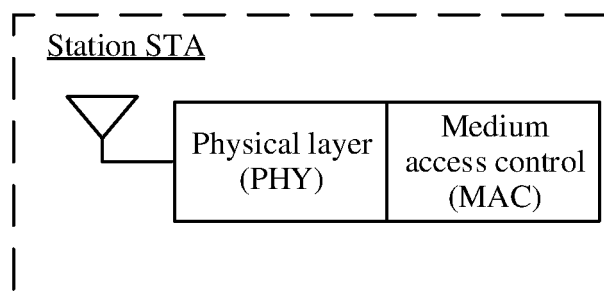 Station STA
Physical layer
(PHY)
Medium
access control
(MAC)